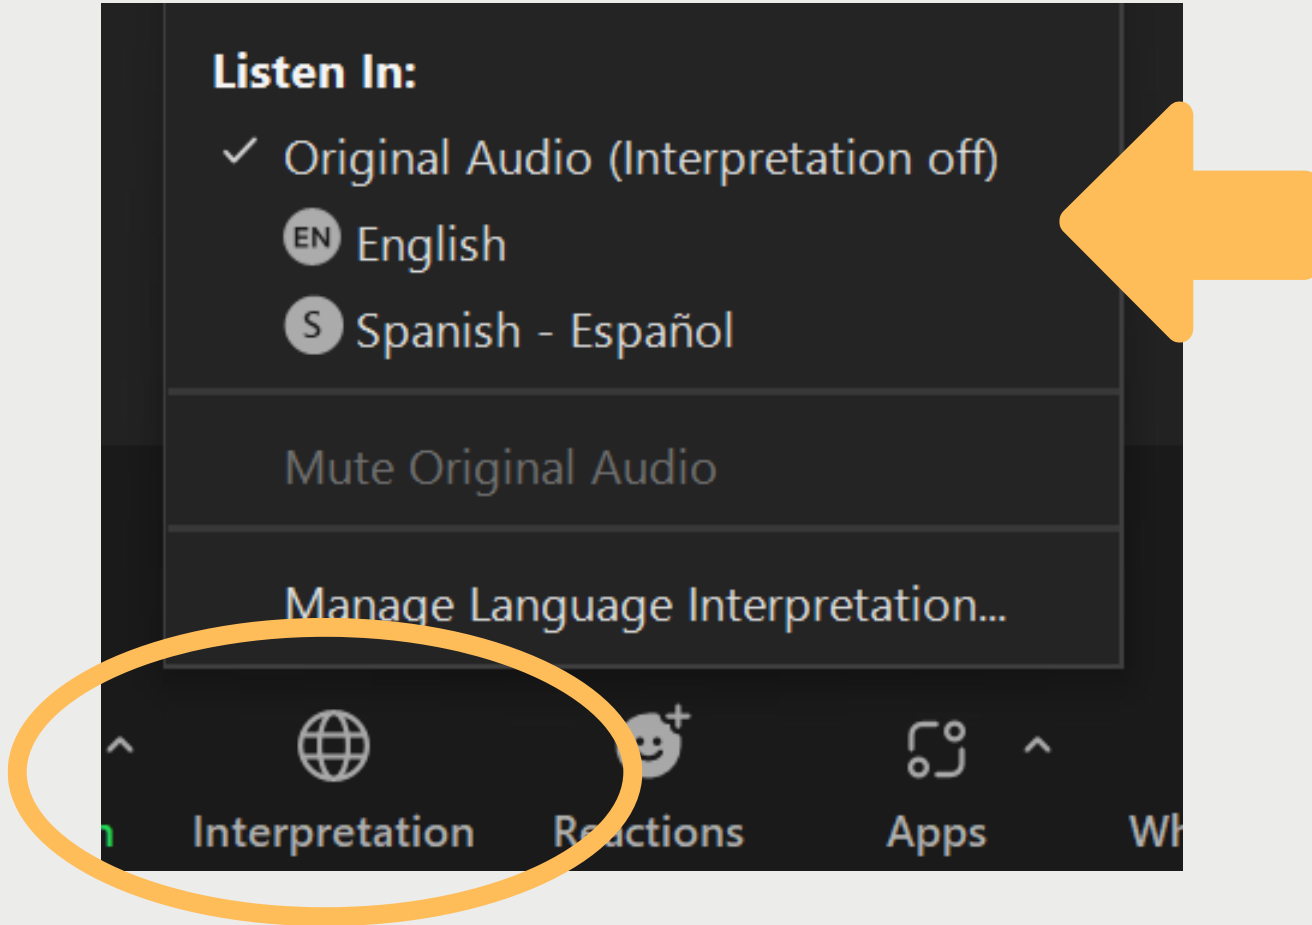 Listen In:
Original Audio (Interpretation off)
EN English
S Spanish - Español
Mute Original Audio
Manage Language Interpretation...
Interpretation Reactions Apps